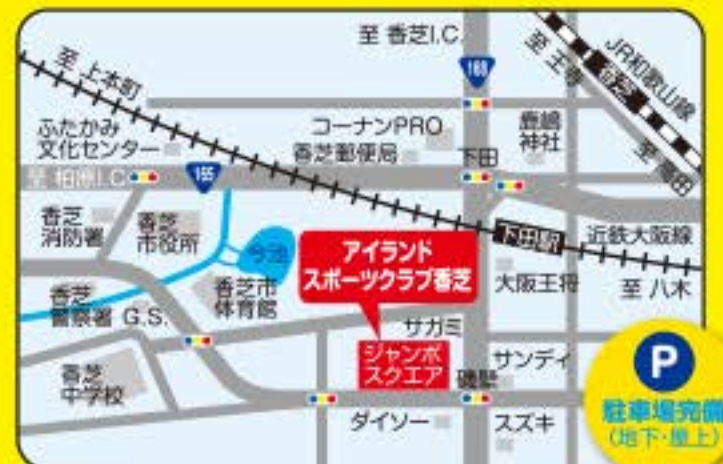 至 香芝I.C.
168
至 王寺
JR和歌山線
香芝
至 高田
至 上本町
コーナンPRO
鹿嶋
神社
ふたかみ
文化センター
香芝郵便局
下田
至 柏原I.C.
165
香芝
消防署
香芝
市役所
今池
アイランド
スポーツクラブ香芝
下田駅
近鉄大阪線
大阪王将
至 八木
香芝
警察署
G.S.
香芝市
体育館
サガミ
ジャンボ
スクエア
サンディ
磯壁
香芝
中学校
ダイソー
スズキ
P
駐車場完備
(地下・屋上)